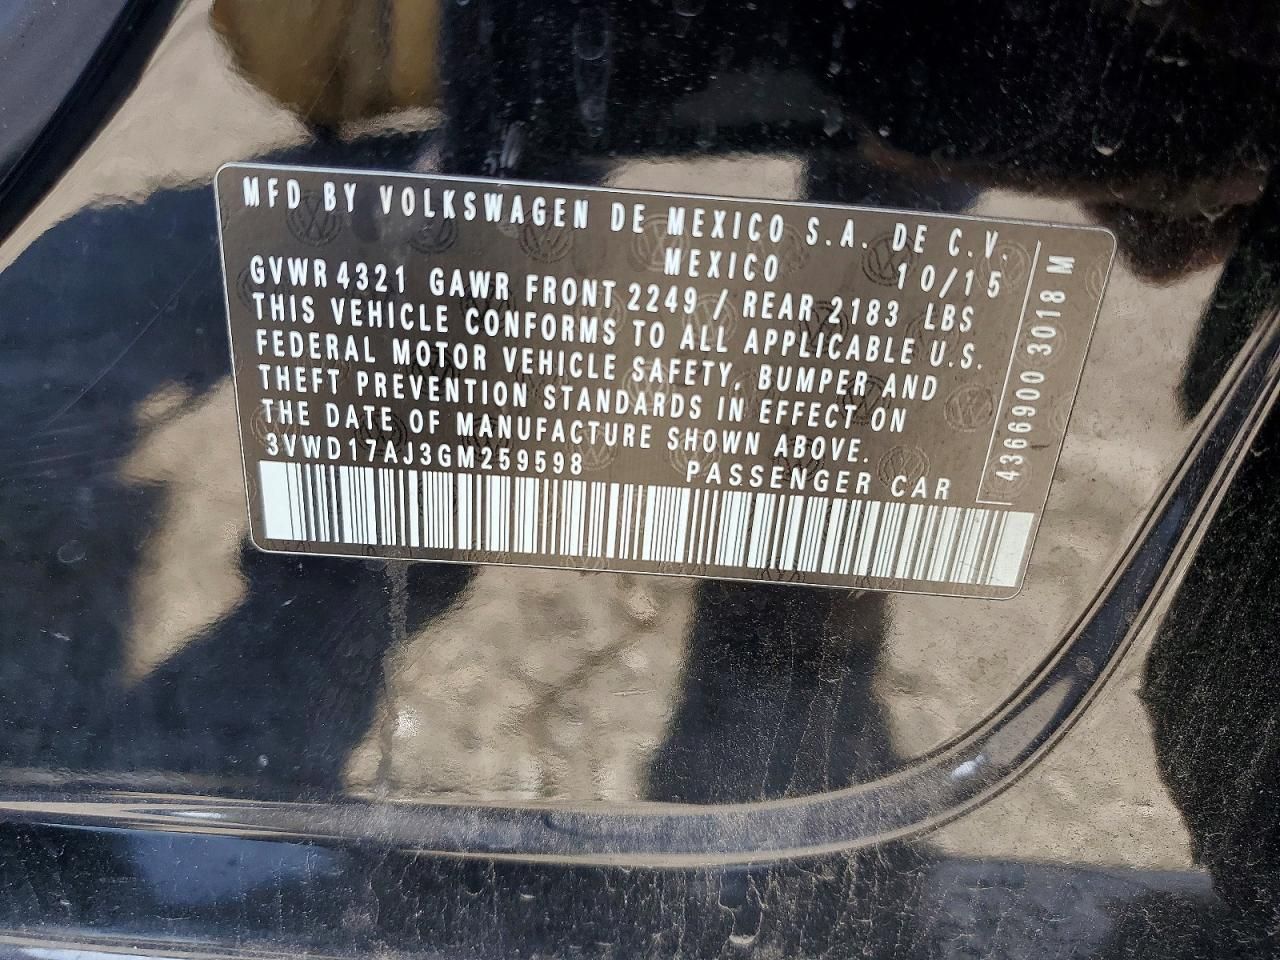 MFD BY VOLKSWAGEN DE MEXICO S.A. DE C.V.
MEXICO 10/15
GVWR 4321 GAWR FRONT 2249 / REAR 2183 LBS
THIS VEHICLE CONFORMS TO ALL APPLICABLE U.S.
FEDERAL MOTOR VEHICLE SAFETY, BUMPER AND
THEFT PREVENTION STANDARDS IN EFFECT ON
THE DATE OF MANUFACTURE SHOWN ABOVE.
3VWD17AJ3GM259598 PASSENGER CAR
4366900 3018 M